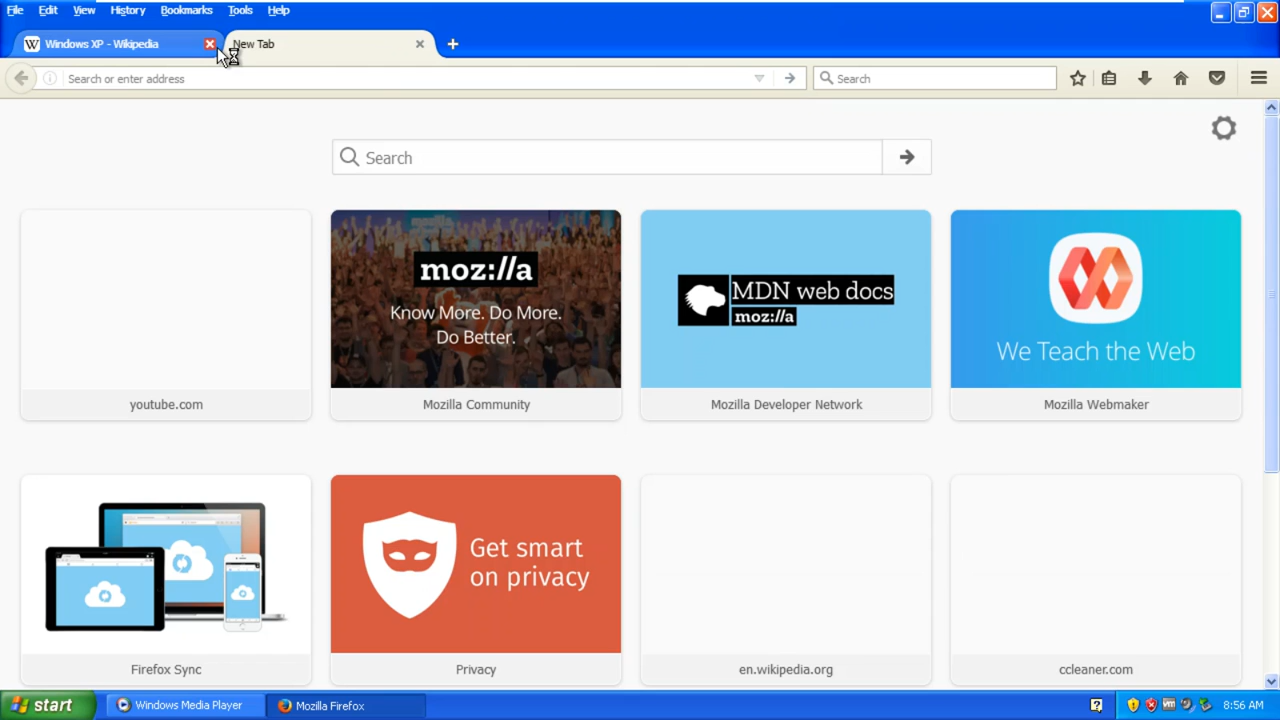 File Edit View History Bookmarks Tools Help
W Windows XP - Wikipedia
New Tab
Search or enter address
Search
Search
moz://a
Know More. Do More.
Do Better.
MDN web docs
moz://a
We Teach the Web
youtube.com
Mozilla Community
Mozilla Developer Network
Mozilla Webmaker
Get smart
on privacy
Firefox Sync
Privacy
en.wikipedia.org
ccleaner.com
start
Windows Media Player
Mozilla Firefox
8:56 AM